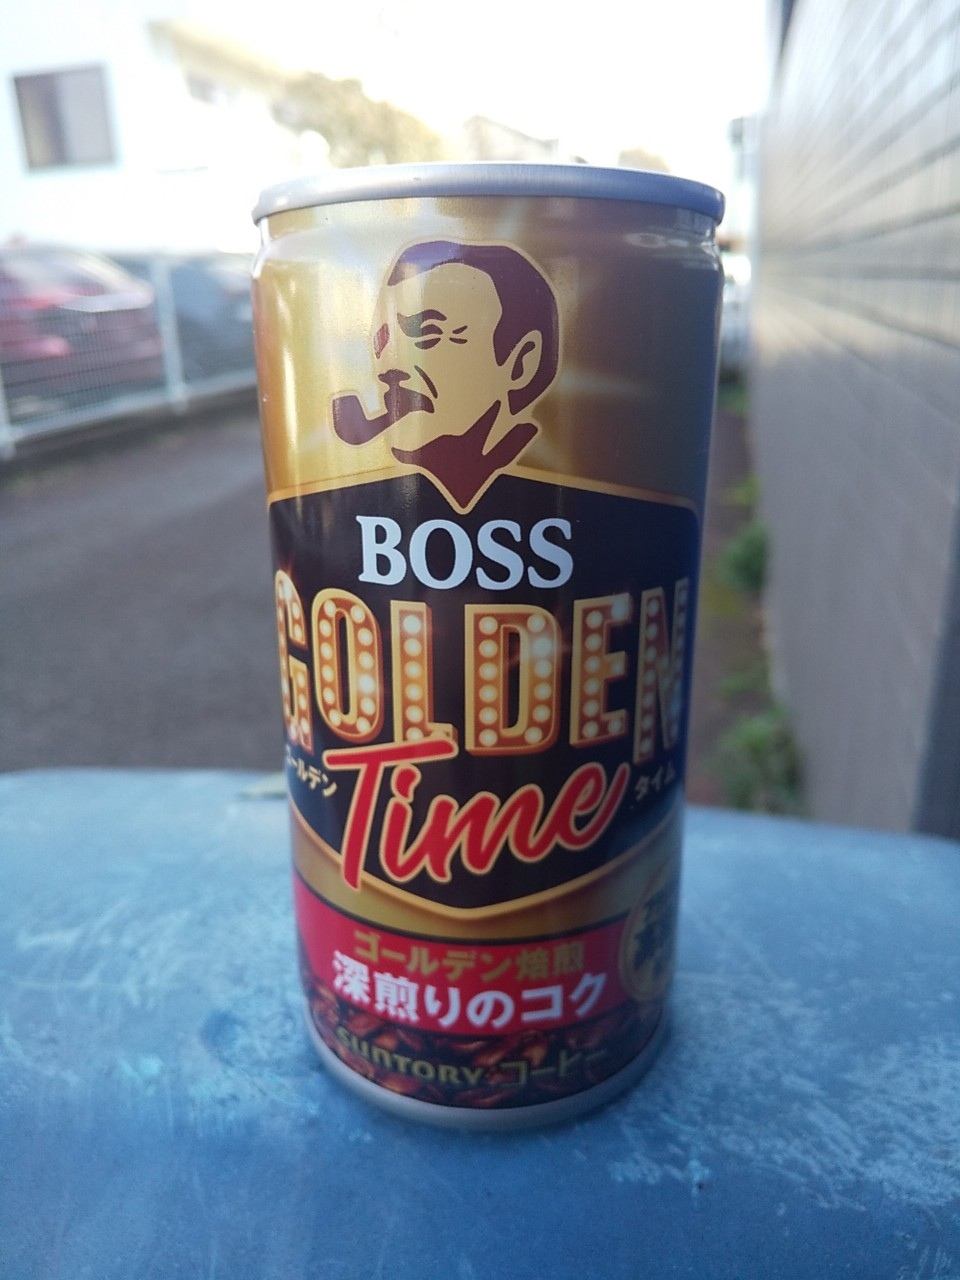 BOSS
GOLDEN
Time
ゴールデン
タイム
ゴールデン焙煎
深煎りのコク
SUNTORY コーヒー